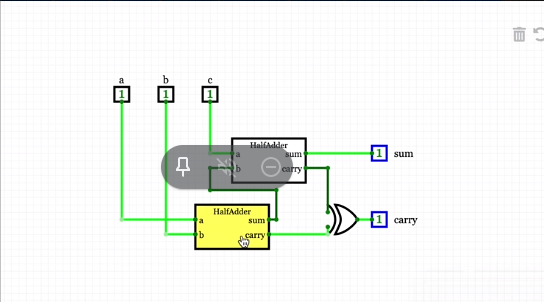 a b c
1 1 1
HalfAdder
a sum 1 sum
b carry
HalfAdder
a sum 1 carry
b carry